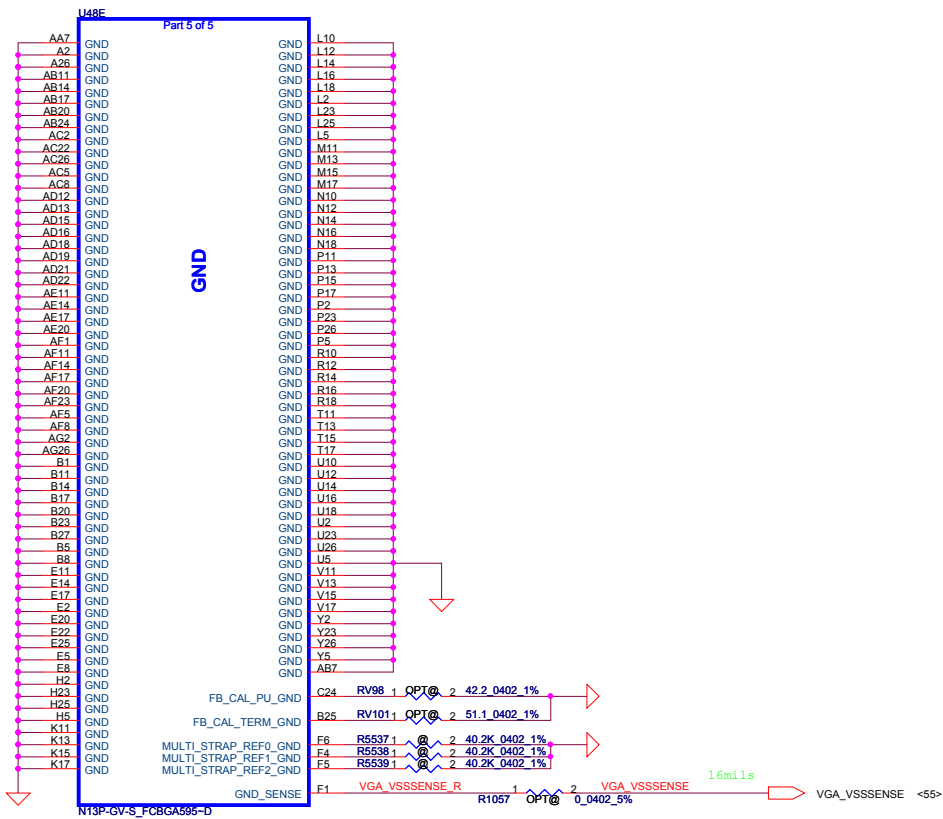 U48E
Part 5 of 5
AA7 GND GND L10
A2 GND GND L12
A26 GND GND L14
AB11 GND GND L16
AB14 GND GND L18
AB17 GND GND L2
AB20 GND GND L23
AB24 GND GND L25
AC2 GND GND L5
AC22 GND GND M11
AC26 GND GND M13
AC5 GND GND M15
AC8 GND GND M17
AD12 GND GND N10
AD13 GND GND N12
AD15 GND GND N14
AD16 GND GND N16
AD18 GND GND N18
AD19 GND GND P11
AD21 GND GND P13
AD22 GND GND P15
AE11 GND GND P17
AE14 GND GND P2
AE17 GND GND P23
AE20 GND GND P26
AF1 GND GND P5
AF11 GND GND R10
AF14 GND GND R12
AF17 GND GND R14
AF20 GND GND R16
AF23 GND GND R18
AF5 GND GND T11
AF8 GND GND T13
AG2 GND GND T15
AG26 GND GND T17
B1 GND GND U10
B11 GND GND U12
B14 GND GND U14
B17 GND GND U16
B20 GND GND U18
B23 GND GND U2
B27 GND GND U23
B5 GND GND U26
B8 GND GND U5
E11 GND GND V11
E14 GND GND V13
E17 GND GND V15
E2 GND GND V17
E20 GND GND Y2
E22 GND GND Y23
E25 GND GND Y26
E5 GND GND Y5
E8 GND GND AB7
H2 GND
H23 GND FB_CAL_PU_GND C24 RV98 1 OPT@ 2 42.2_0402_1%
H25 GND
H5 GND FB_CAL_TERM_GND B25 RV101 1 OPT@ 2 51.1_0402_1%
K11 GND
K13 GND MULTI_STRAP_REF0_GND F6 R5537 1 @ 2 40.2K_0402_1%
K15 GND MULTI_STRAP_REF1_GND F4 R5538 1 @ 2 40.2K_0402_1%
K17 GND MULTI_STRAP_REF2_GND F5 R5539 1 @ 2 40.2K_0402_1%
GND
16mils
GND_SENSE F1 VGA_VSSSENSE_R 1 2 VGA_VSSSENSE VGA_VSSSENSE <55>
R1057 OPT@ 0_0402_5%
N13P-GV-S_FCBGA595~D